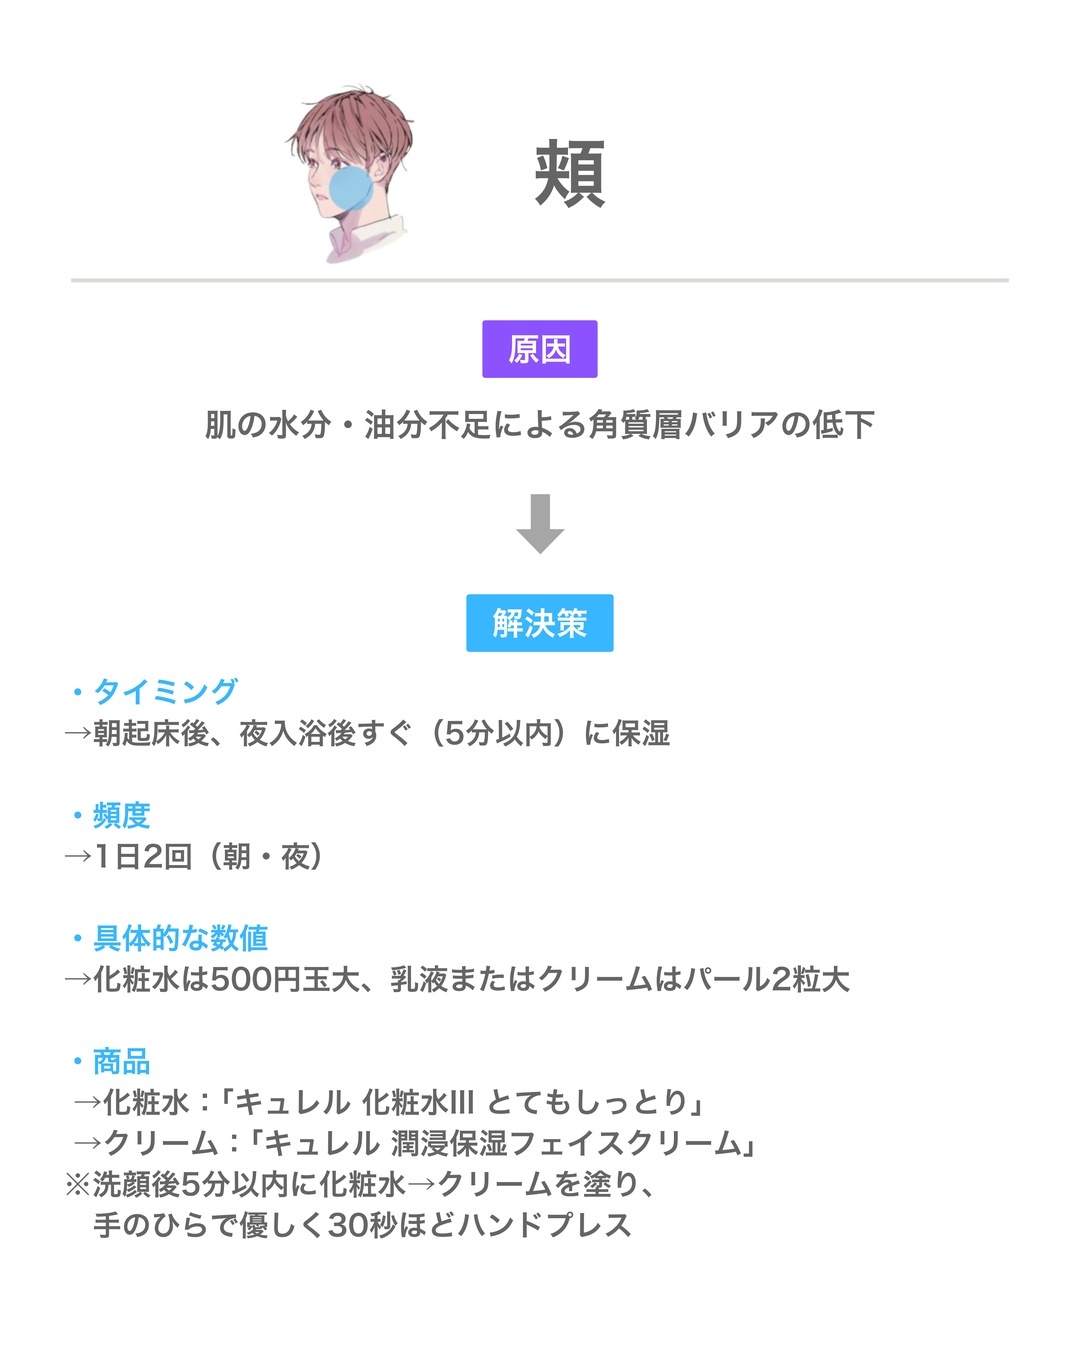 頬
原因
肌の水分・油分不足による角質層バリアの低下
解決策
・タイミング
→朝起床後、夜入浴後すぐ（5分以内）に保湿
・頻度
→1日2回（朝・夜）
・具体的な数値
→化粧水は500円玉大、乳液またはクリームはパール2粒大
・商品
→化粧水：「キュレル 化粧水III とてもしっとり」
→クリーム：「キュレル 潤浸保湿フェイスクリーム」
※洗顔後5分以内に化粧水→クリームを塗り、
手のひらで優しく30秒ほどハンドプレス